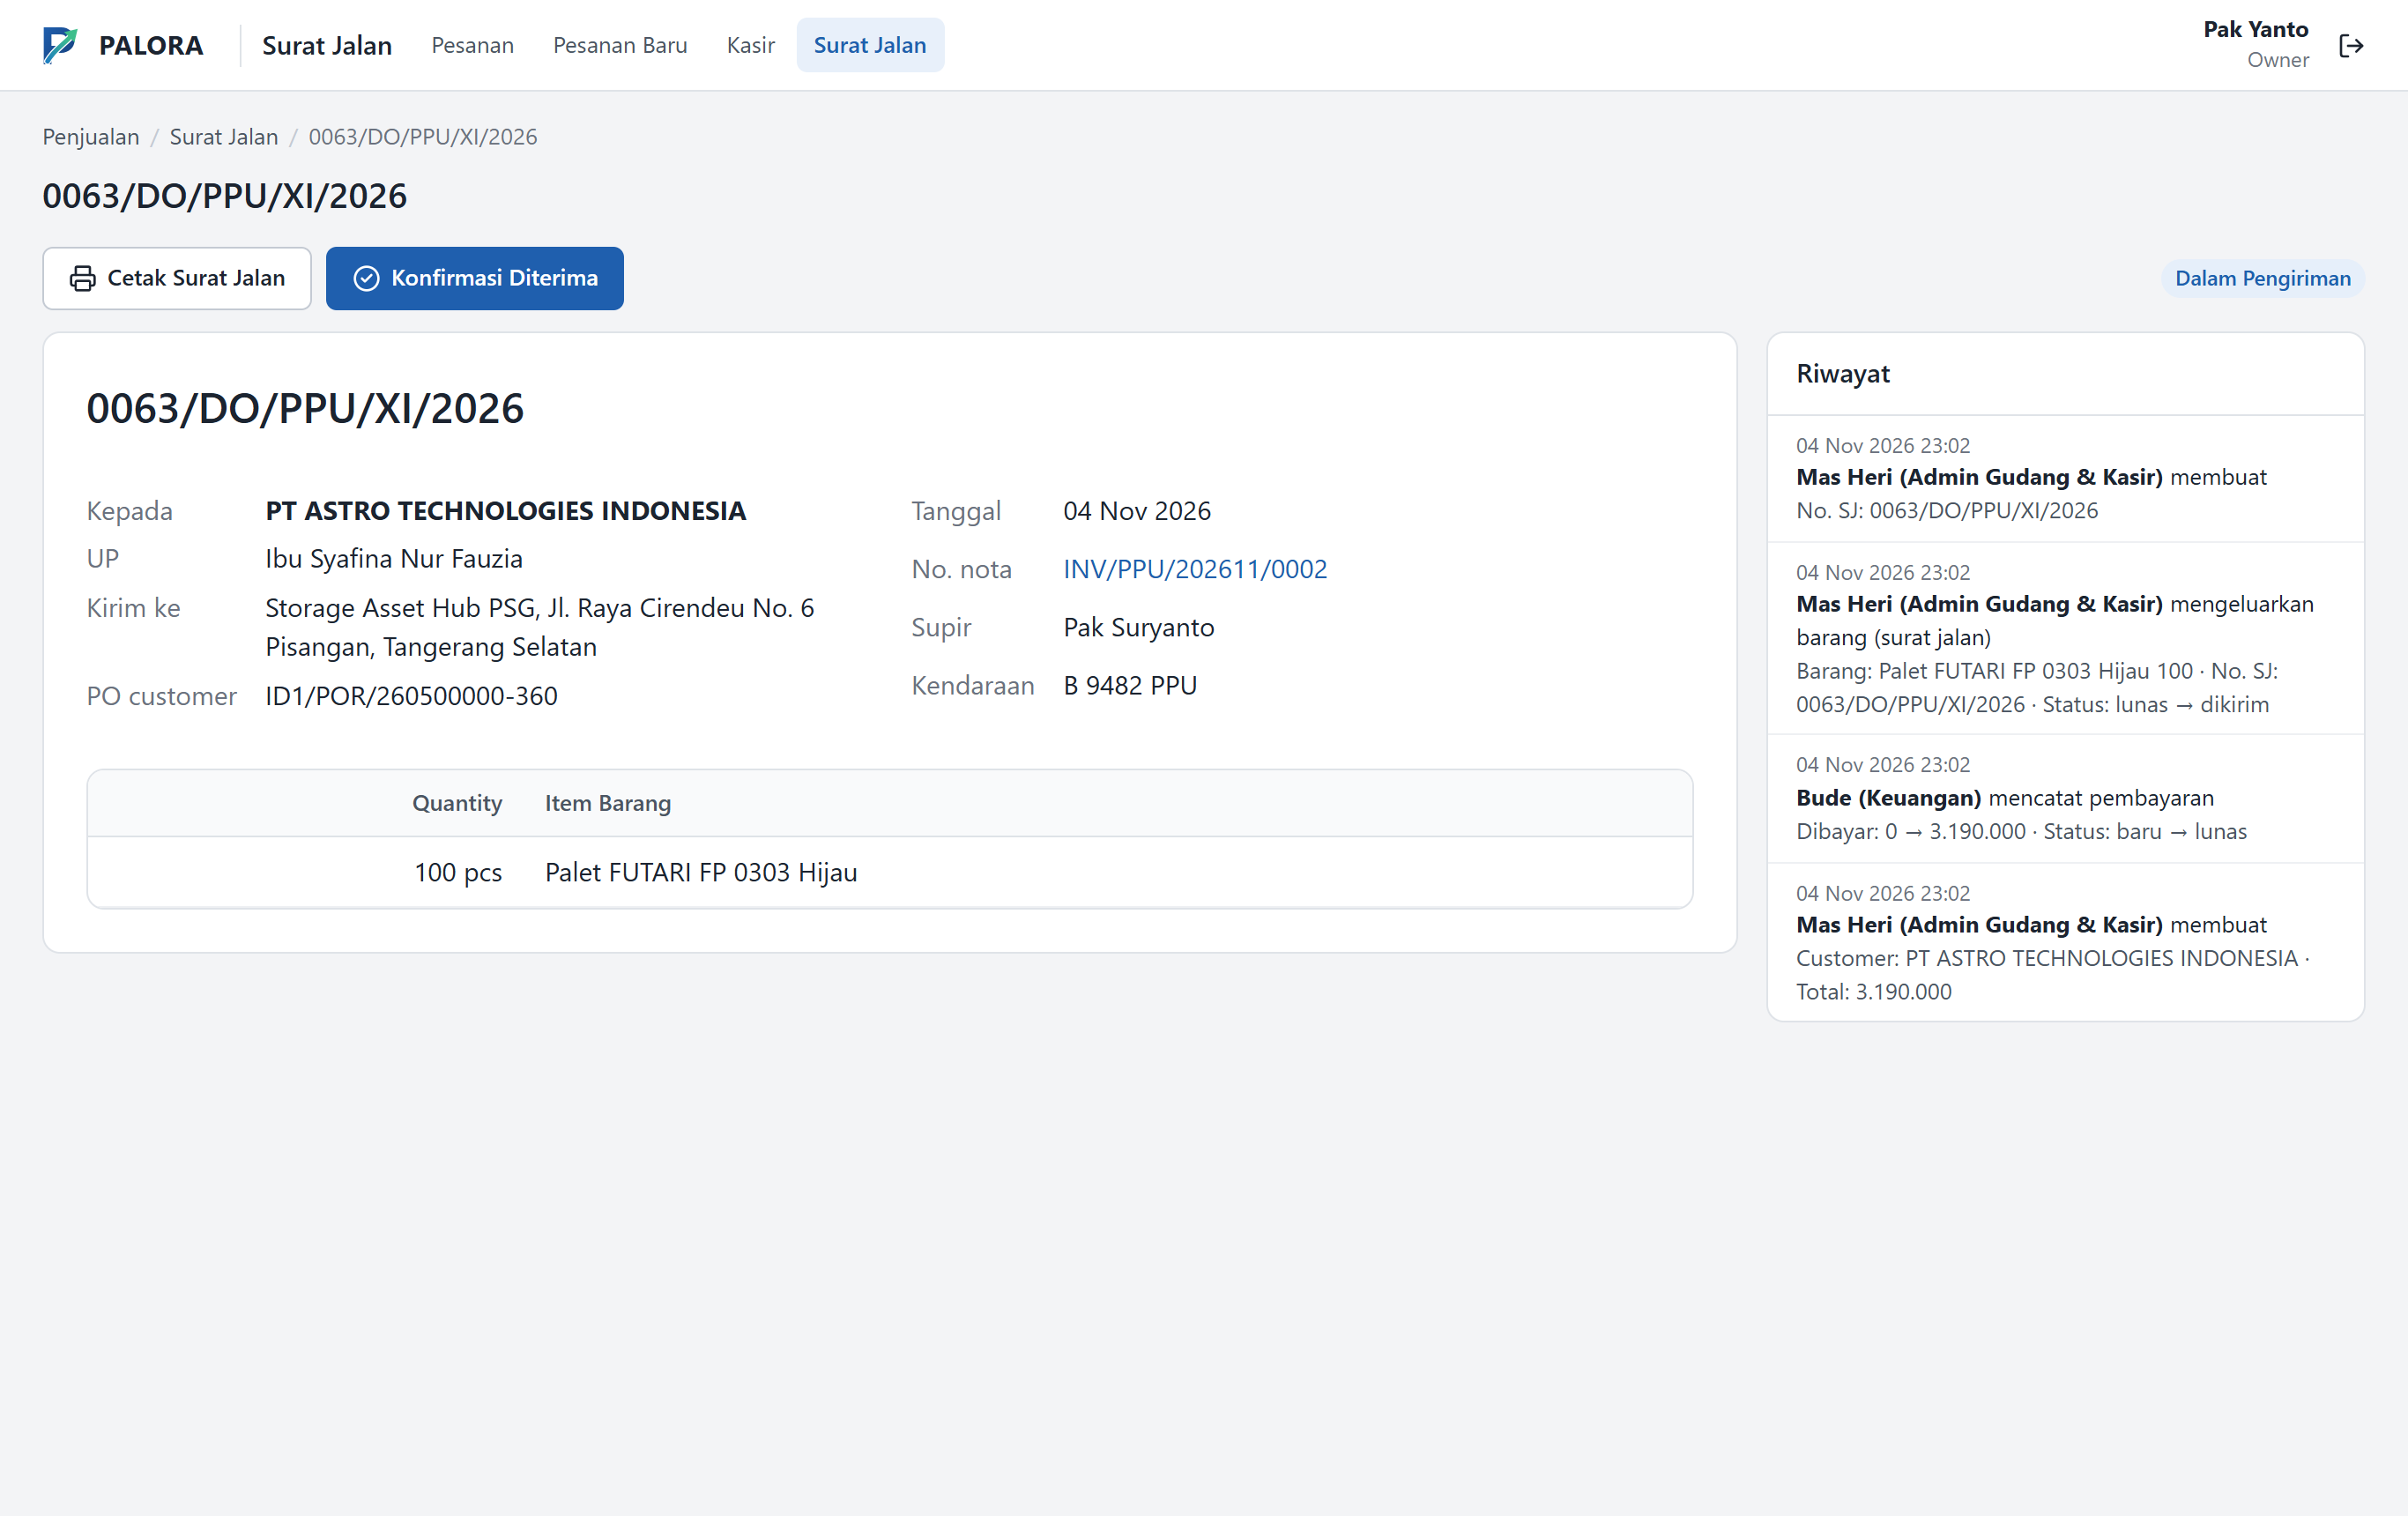 PALORA
Surat Jalan
Pesanan
Pesanan Baru
Kasir
Surat Jalan
Pak Yanto
Owner
Penjualan / Surat Jalan / 0063/DO/PPU/XI/2026
0063/DO/PPU/XI/2026
Cetak Surat Jalan
Konfirmasi Diterima
Dalam Pengiriman
0063/DO/PPU/XI/2026
Kepada PT ASTRO TECHNOLOGIES INDONESIA
UP Ibu Syafina Nur Fauzia
Kirim ke Storage Asset Hub PSG, Jl. Raya Cirendeu No. 6
Pisangan, Tangerang Selatan
PO customer ID1/POR/260500000-360
Tanggal 04 Nov 2026
No. nota INV/PPU/202611/0002
Supir Pak Suryanto
Kendaraan B 9482 PPU
Quantity Item Barang
100 pcs Palet FUTARI FP 0303 Hijau
Riwayat
04 Nov 2026 23:02
Mas Heri (Admin Gudang & Kasir) membuat
No. SJ: 0063/DO/PPU/XI/2026
04 Nov 2026 23:02
Mas Heri (Admin Gudang & Kasir) mengeluarkan
barang (surat jalan)
Barang: Palet FUTARI FP 0303 Hijau 100 · No. SJ:
0063/DO/PPU/XI/2026 · Status: lunas → dikirim
04 Nov 2026 23:02
Bude (Keuangan) mencatat pembayaran
Dibayar: 0 → 3.190.000 · Status: baru → lunas
04 Nov 2026 23:02
Mas Heri (Admin Gudang & Kasir) membuat
Customer: PT ASTRO TECHNOLOGIES INDONESIA ·
Total: 3.190.000